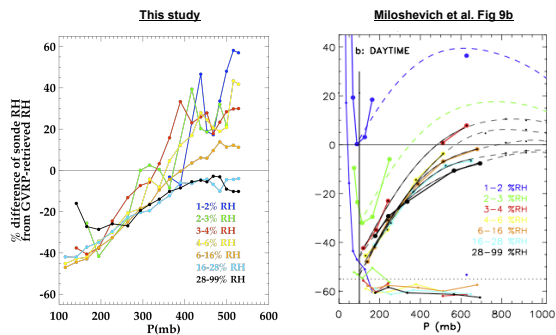 This study
Miloshevich et al. Fig 9b
% difference of sonde RH
from GVRP-retrieved RH
60
40
20
0
-20
-40
-60
1-2% RH
2-3% RH
3-4% RH
4-6% RH
6-16% RH
16-28% RH
28-99% RH
100 200 300 400 500 600
P(mb)
b: DAYTIME
40
20
0
-20
-40
-60
1-2 %RH
2-3 %RH
3-4 %RH
4-6 %RH
6-16 %RH
16-28 %RH
28-99 %RH
0 200 400 600 800 1000
P (mb)